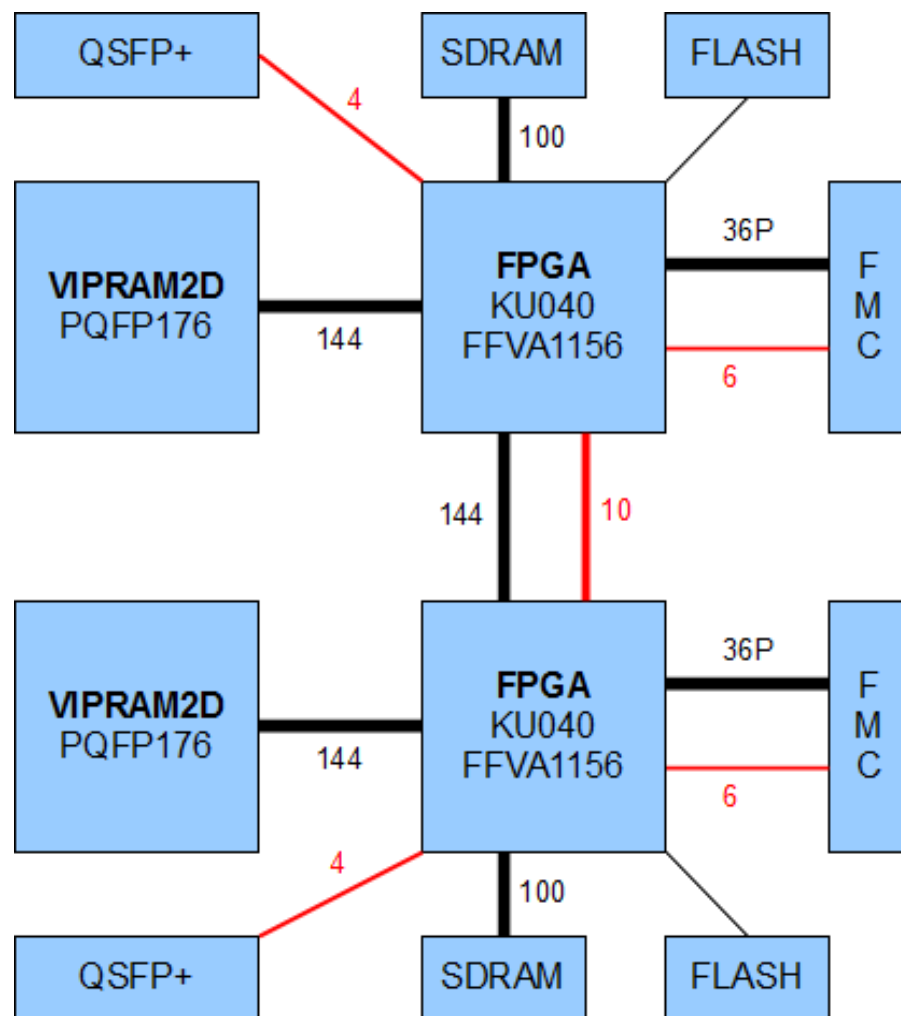 QSFP+
SDRAM
FLASH
4
100
VIPRAM2D
PQFP176
144
FPGA
KU040
FFVA1156
36P
6
F
M
C
144
10
VIPRAM2D
PQFP176
144
FPGA
KU040
FFVA1156
36P
6
F
M
C
4
100
QSFP+
SDRAM
FLASH